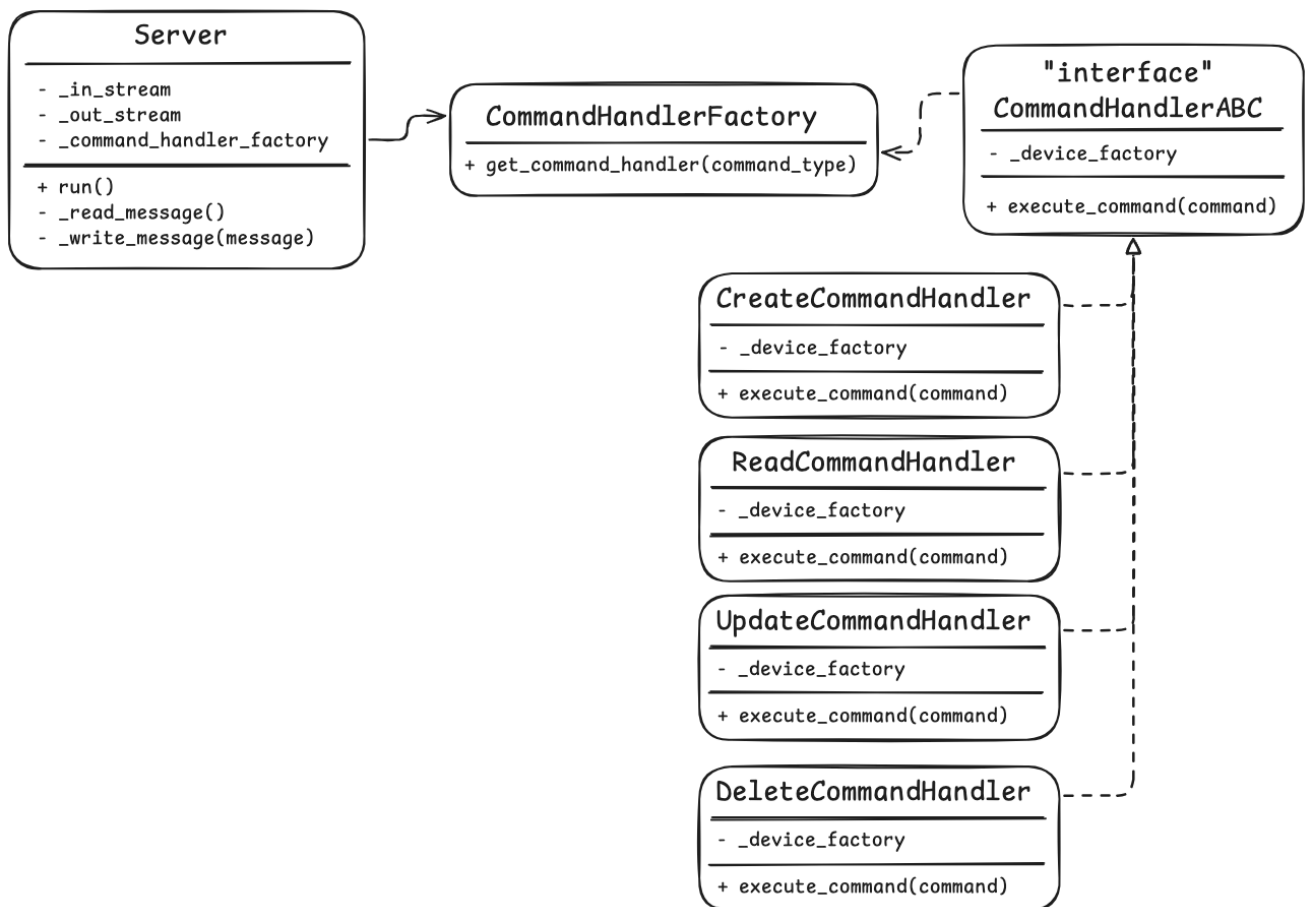 Server
- _in_stream
- _out_stream
- _command_handler_factory
+ run()
- _read_message()
- _write_message(message)
CommandHandlerFactory
+ get_command_handler(command_type)
"interface"
CommandHandlerABC
- _device_factory
+ execute_command(command)
CreateCommandHandler
- _device_factory
+ execute_command(command)
ReadCommandHandler
- _device_factory
+ execute_command(command)
UpdateCommandHandler
- _device_factory
+ execute_command(command)
DeleteCommandHandler
- _device_factory
+ execute_command(command)